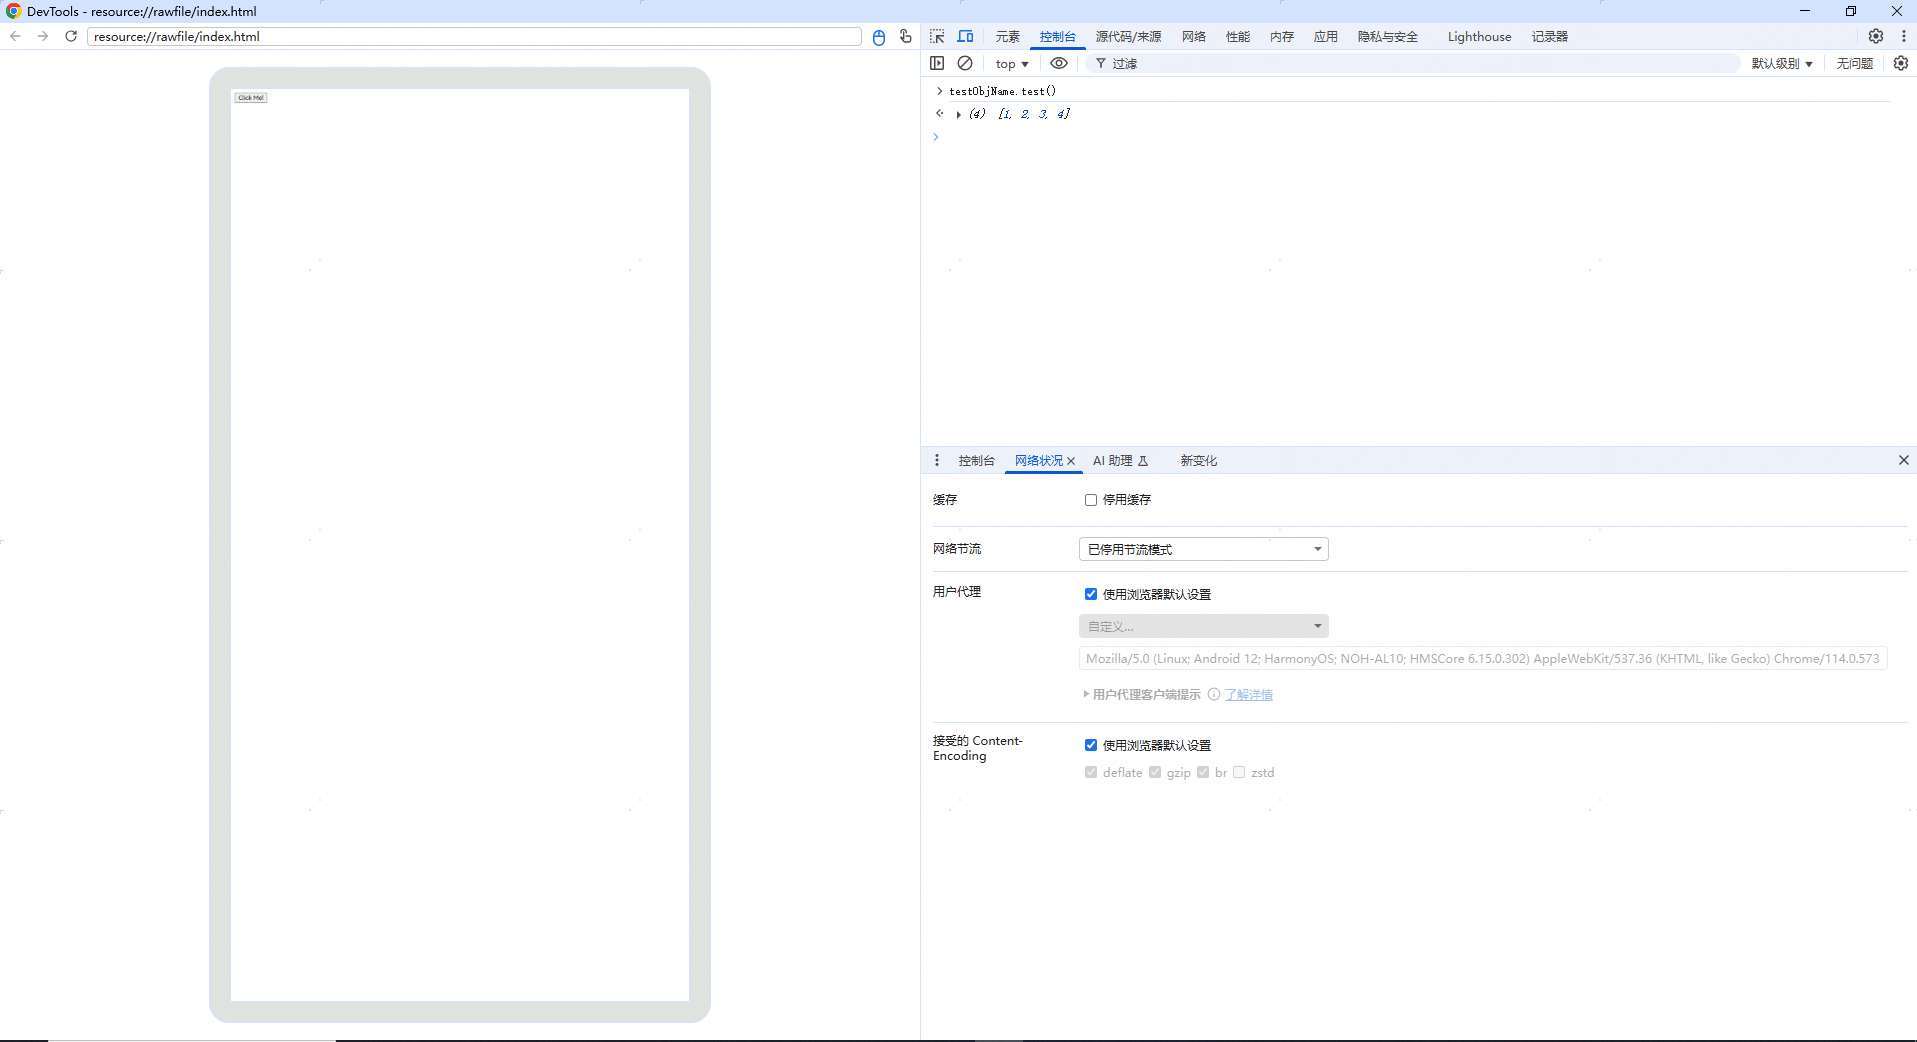 DevTools - resource://rawfile/index.html
resource://rawfile/index.html
元素 控制台 源代码/来源 网络 性能 内存 应用 隐私与安全 Lighthouse 记录器
top 过滤 默认级别 无问题
Click Me!
testObjName.test()
(4) [1, 2, 3, 4]
控制台 网络状况 AI 助理 新变化
缓存 停用缓存
网络节流 已停用节流模式
用户代理 使用浏览器默认设置
自定义...
Mozilla/5.0 (Linux; Android 12; HarmonyOS; NOH-AL10; HMSCore 6.15.0.302) AppleWebKit/537.36 (KHTML, like Gecko) Chrome/114.0.573
用户代理客户端提示 了解详情
接受的 Content-
Encoding
使用浏览器默认设置
deflate gzip br zstd